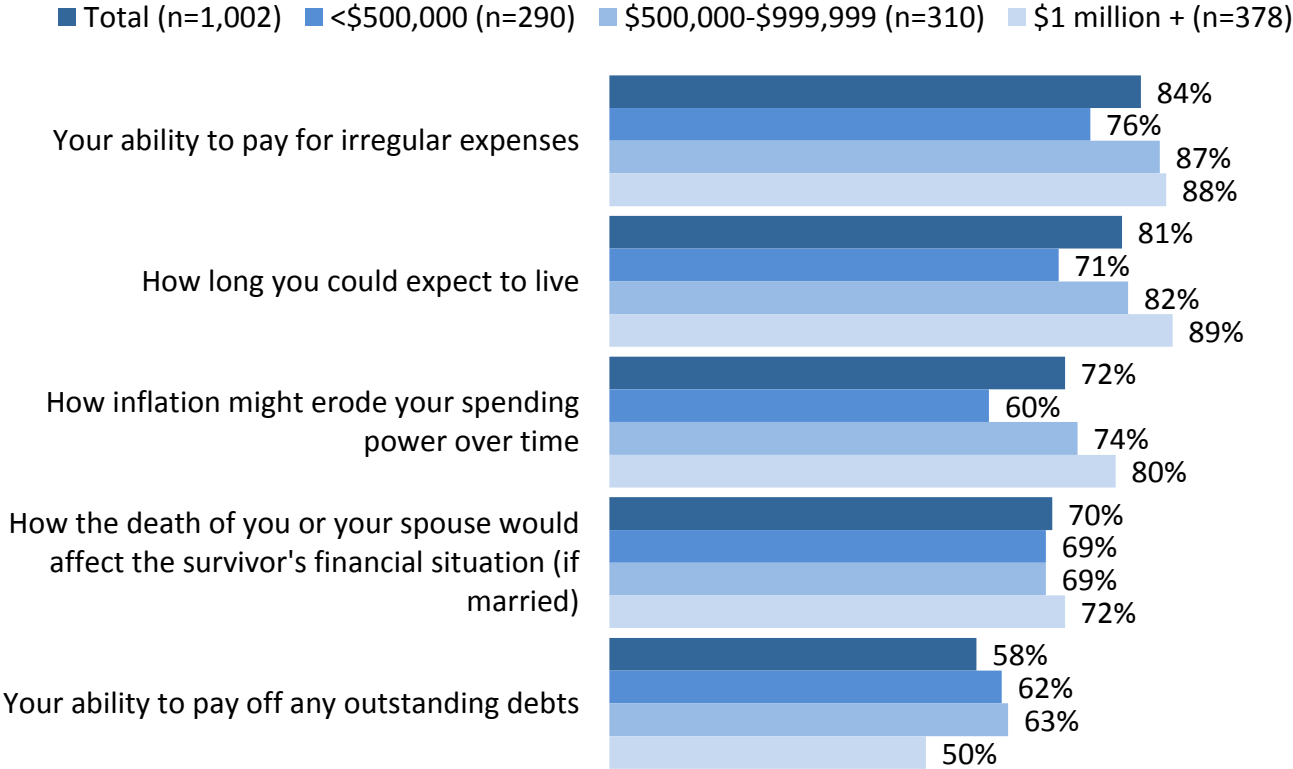 Total (n=1,002) <$500,000 (n=290) $500,000-$999,999 (n=310) $1 million + (n=378)
Your ability to pay for irregular expenses
84%
76%
87%
88%
How long you could expect to live
81%
71%
82%
89%
How inflation might erode your spending
power over time
72%
60%
74%
80%
How the death of you or your spouse would
affect the survivor's financial situation (if
married)
70%
69%
69%
72%
Your ability to pay off any outstanding debts
58%
62%
63%
50%